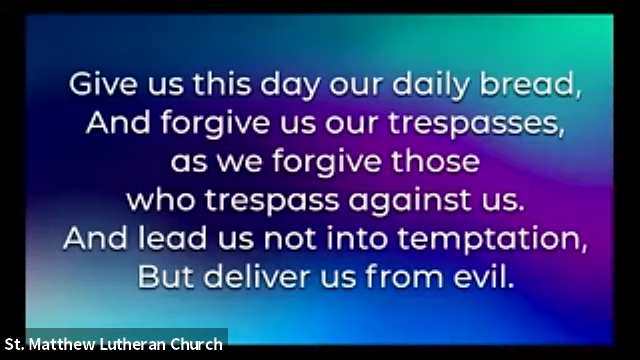 Give us this day our daily bread,
And forgive us our trespasses,
as we forgive those
who trespass against us.
And lead us not into temptation,
But deliver us from evil.
St. Matthew Lutheran Church